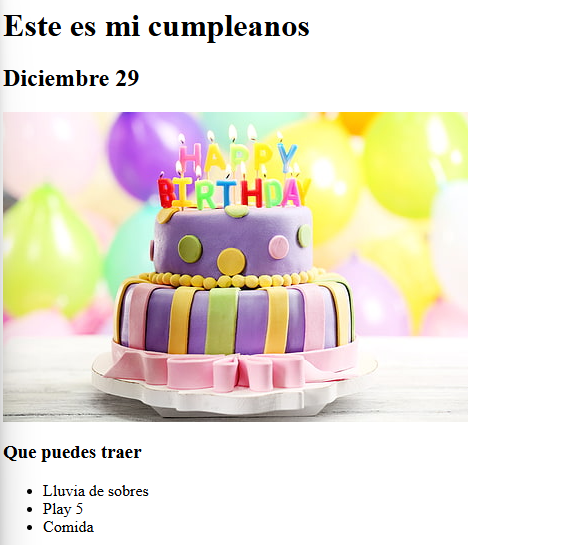 Este es mi cumpleanos
Diciembre 29
HAPPY
BIRTHDAY
Que puedes traer
Lluvia de sobres
Play 5
Comida